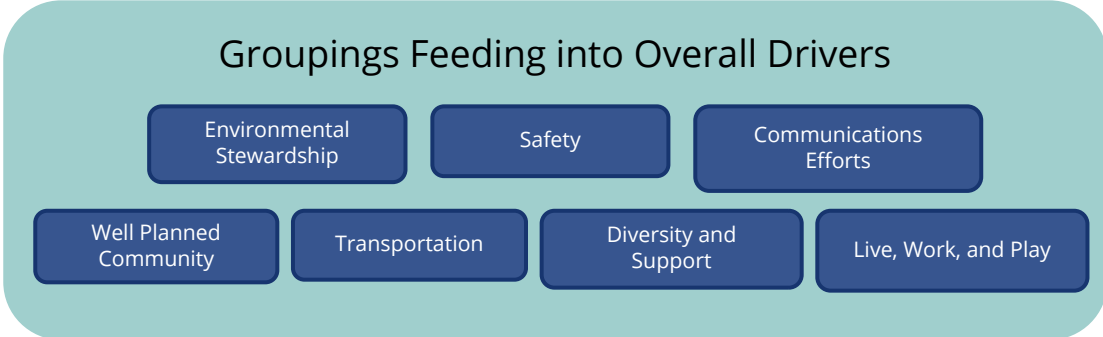 Groupings Feeding into Overall Drivers
Environmental
Stewardship
Safety
Communications
Efforts
Well Planned
Community
Transportation
Diversity and
Support
Live, Work, and Play